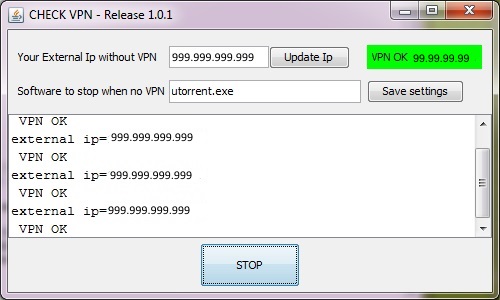 CHECK VPN - Release 1.0.1
Your External Ip without VPN 999.999.999.999 Update Ip VPN OK 99.99.99.99
Software to stop when no VPN utorrent.exe Save settings
VPN OK
external ip= 999.999.999.999
VPN OK
external ip= 999.999.999.999
VPN OK
external ip=999.999.999.999
VPN OK
STOP